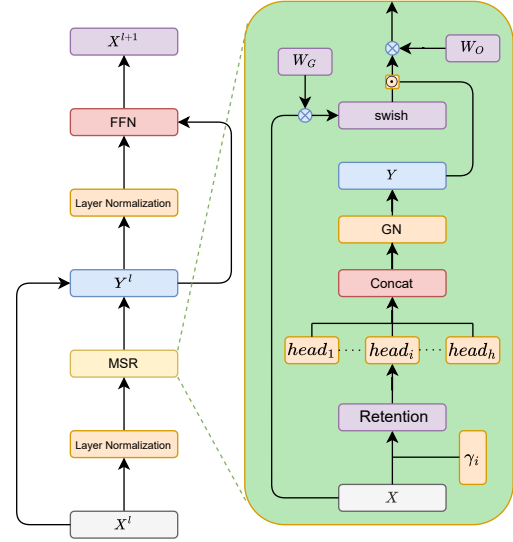 X^{l+1}
FFN
Layer Normalization
Y^l
MSR
Layer Normalization
X^l
W_G
W_O
swish
Y
GN
Concat
head_1 ···· head_i ···· head_h
Retention
γ_i
X